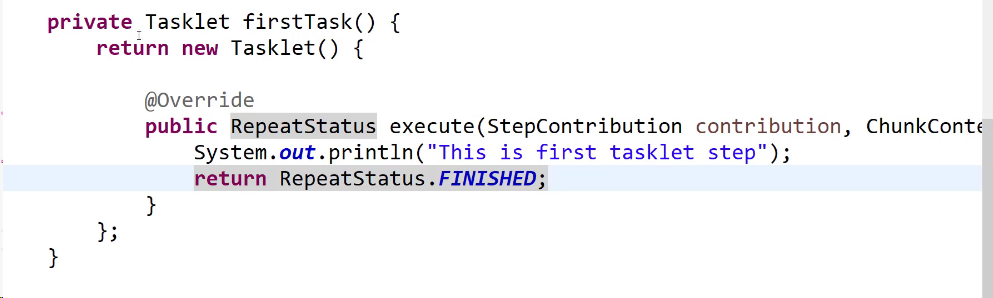 private Tasklet firstTask() {
return new Tasklet() {
@Override
public RepeatStatus execute(StepContribution contribution, ChunkConte
System.out.println("This is first tasklet step");
return RepeatStatus.FINISHED;
}
};
}